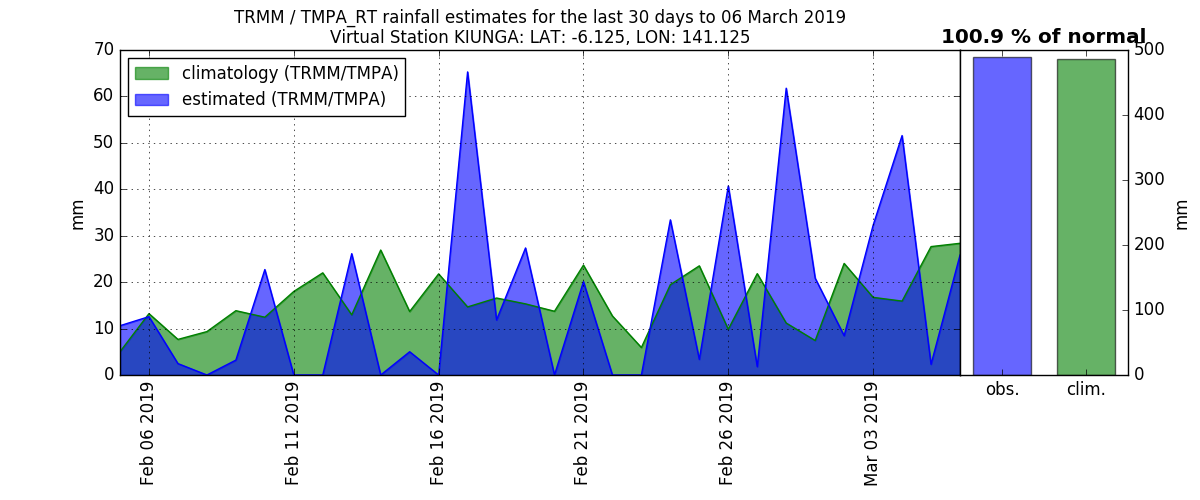 TRMM / TMPA_RT rainfall estimates for the last 30 days to 06 March 2019
Virtual Station KIUNGA: LAT: -6.125, LON: 141.125
100.9 % of normal
climatology (TRMM/TMPA)
estimated (TRMM/TMPA)
70
60
50
40
30
20
10
0
mm
Feb 06 2019
Feb 11 2019
Feb 16 2019
Feb 21 2019
Feb 26 2019
Mar 03 2019
obs.
clim.
500
400
300
200
100
0
mm